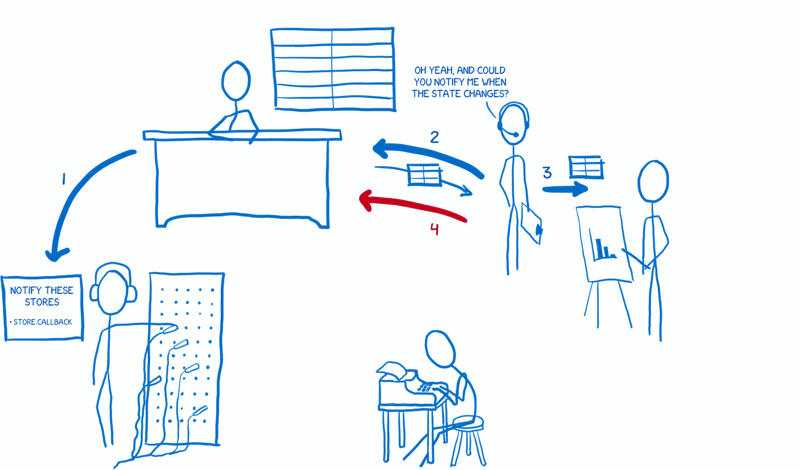 OH YEAH, AND COULD
YOU NOTIFY ME WHEN
THE STATE CHANGES?
2
1
3
4
NOTIFY THESE
STORES
• STORE.CALLBACK